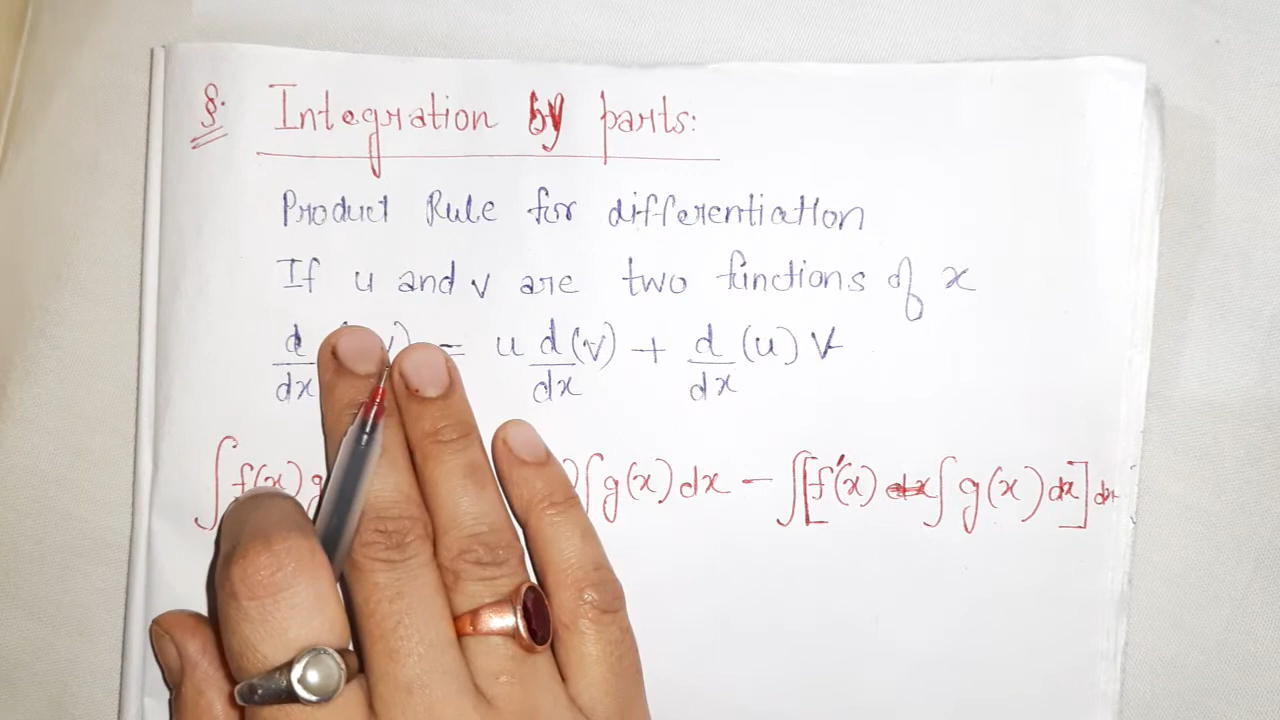 §. Integration by parts:
Product Rule for differentiation
If u and v are two functions of x
d/dx v) = u d/dx (v) + d/dx (u) v
∫f(x) g )∫g(x) dx - ∫[f'(x) ∫g(x) dx] dx